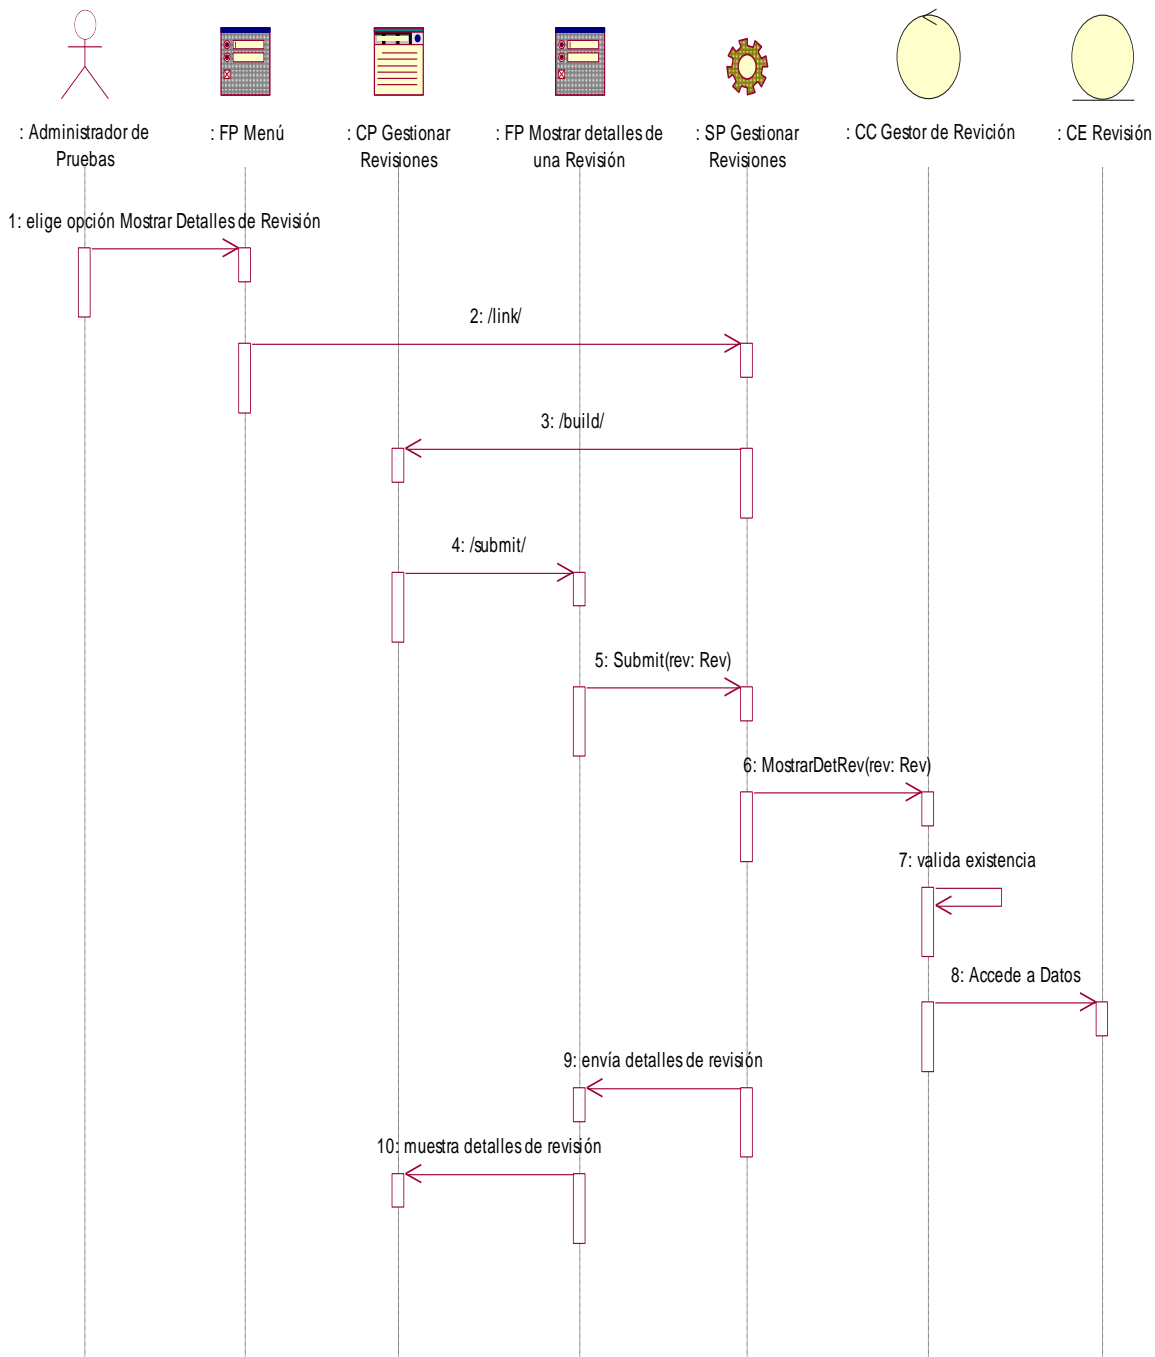 : Administrador de
Pruebas
: FP Menú
: CP Gestionar
Revisiones
: FP Mostrar detalles de
una Revisión
: SP Gestionar
Revisiones
: CC Gestor de Revición
: CE Revisión
1: elige opción Mostrar Detalles de Revisión
2: /link/
3: /build/
4: /submit/
5: Submit(rev: Rev)
6: MostrarDetRev(rev: Rev)
7: valida existencia
8: Accede a Datos
9: envía detalles de revisión
10: muestra detalles de revisión